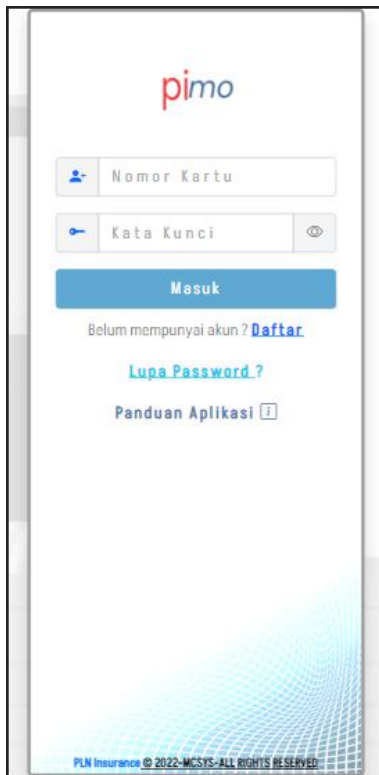 pimo
Nomor Kartu
Kata Kunci
Masuk
Belum mempunyai akun ? Daftar
Lupa Password ?
Panduan Aplikasi i
PLN Insurance © 2022-MCSYS-ALL RIGHTS RESERVED